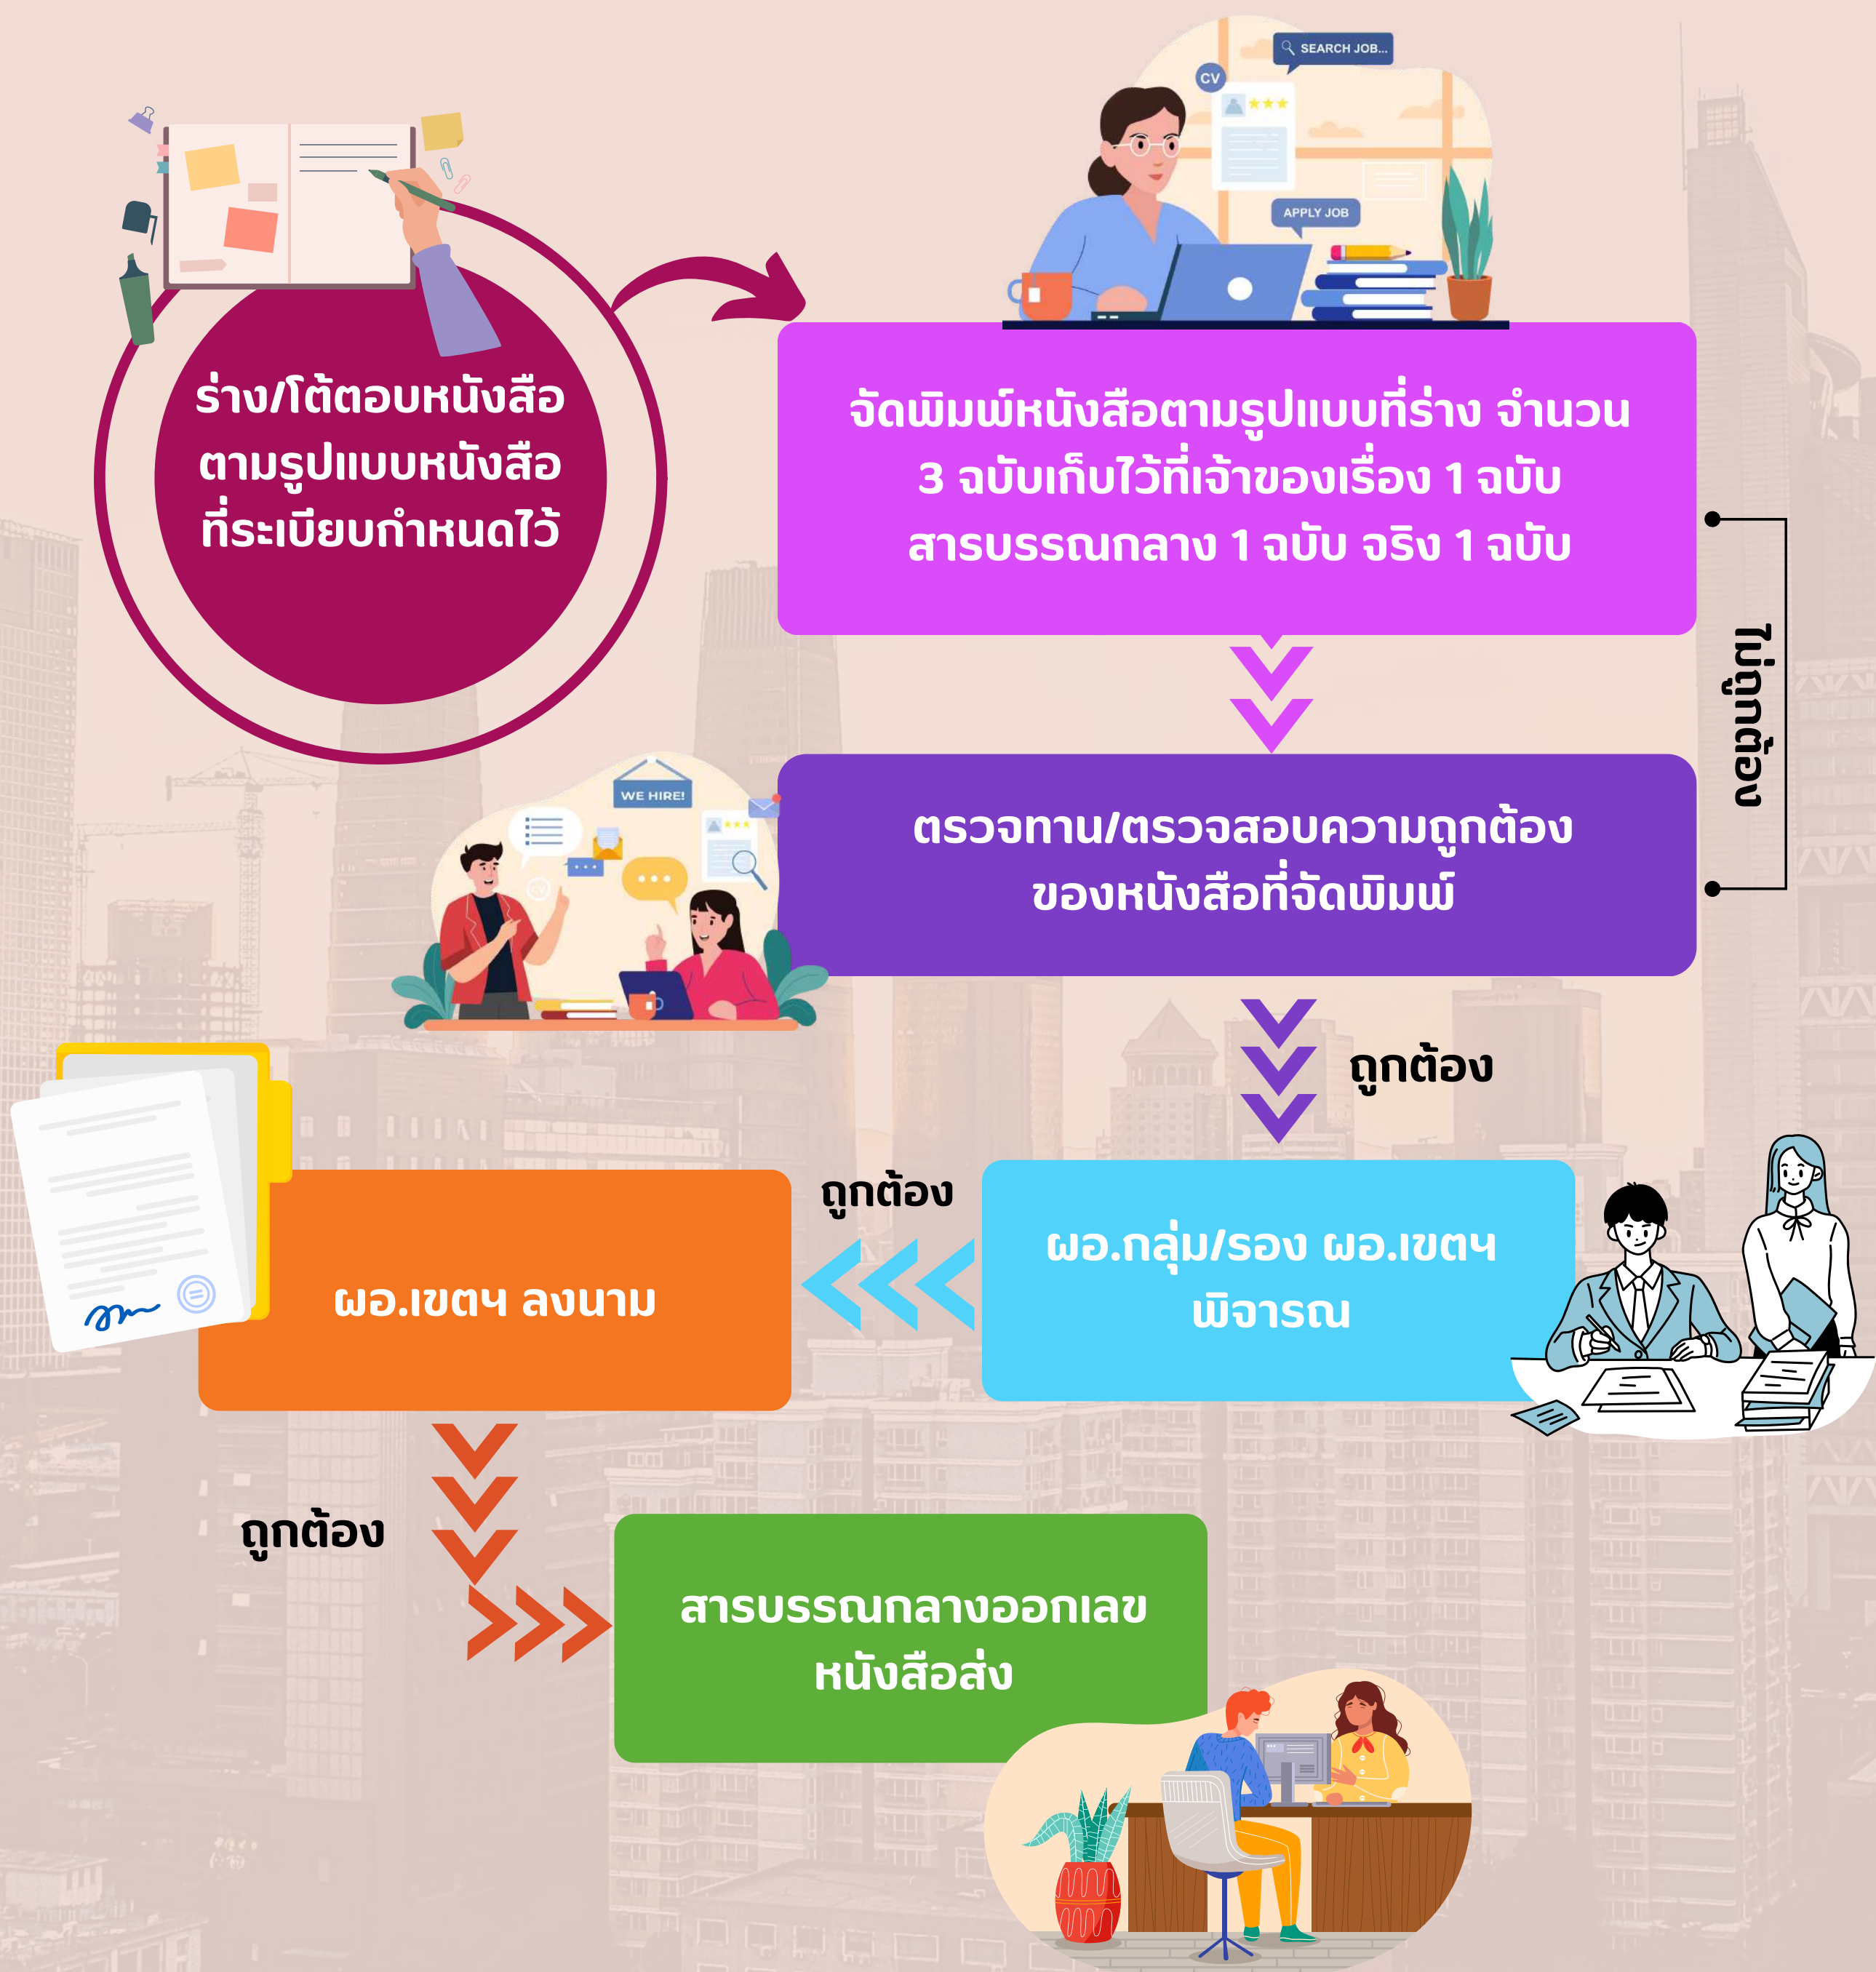 SEARCH JOB...
CV
APPLY JOB
ร่าง/โต้ตอบหนังสือ
ตามรูปแบบหนังสือ
ที่ระเบียบกำหนดไว้
จัดพิมพ์หนังสือตามรูปแบบที่ร่าง จำนวน
3 ฉบับเก็บไว้ที่เจ้าของเรื่อง 1 ฉบับ
สารบรรณกลาง 1 ฉบับ จริง 1 ฉบับ
ไม่ถูกต้อง
WE HIRE!
CV
ตรวจทาน/ตรวจสอบความถูกต้อง
ของหนังสือที่จัดพิมพ์
ถูกต้อง
ผอ.กลุ่ม/รอง ผอ.เขตฯ
พิจารณ
ถูกต้อง
ผอ.เขตฯ ลงนาม
ถูกต้อง
สารบรรณกลางออกเลข
หนังสือส่ง